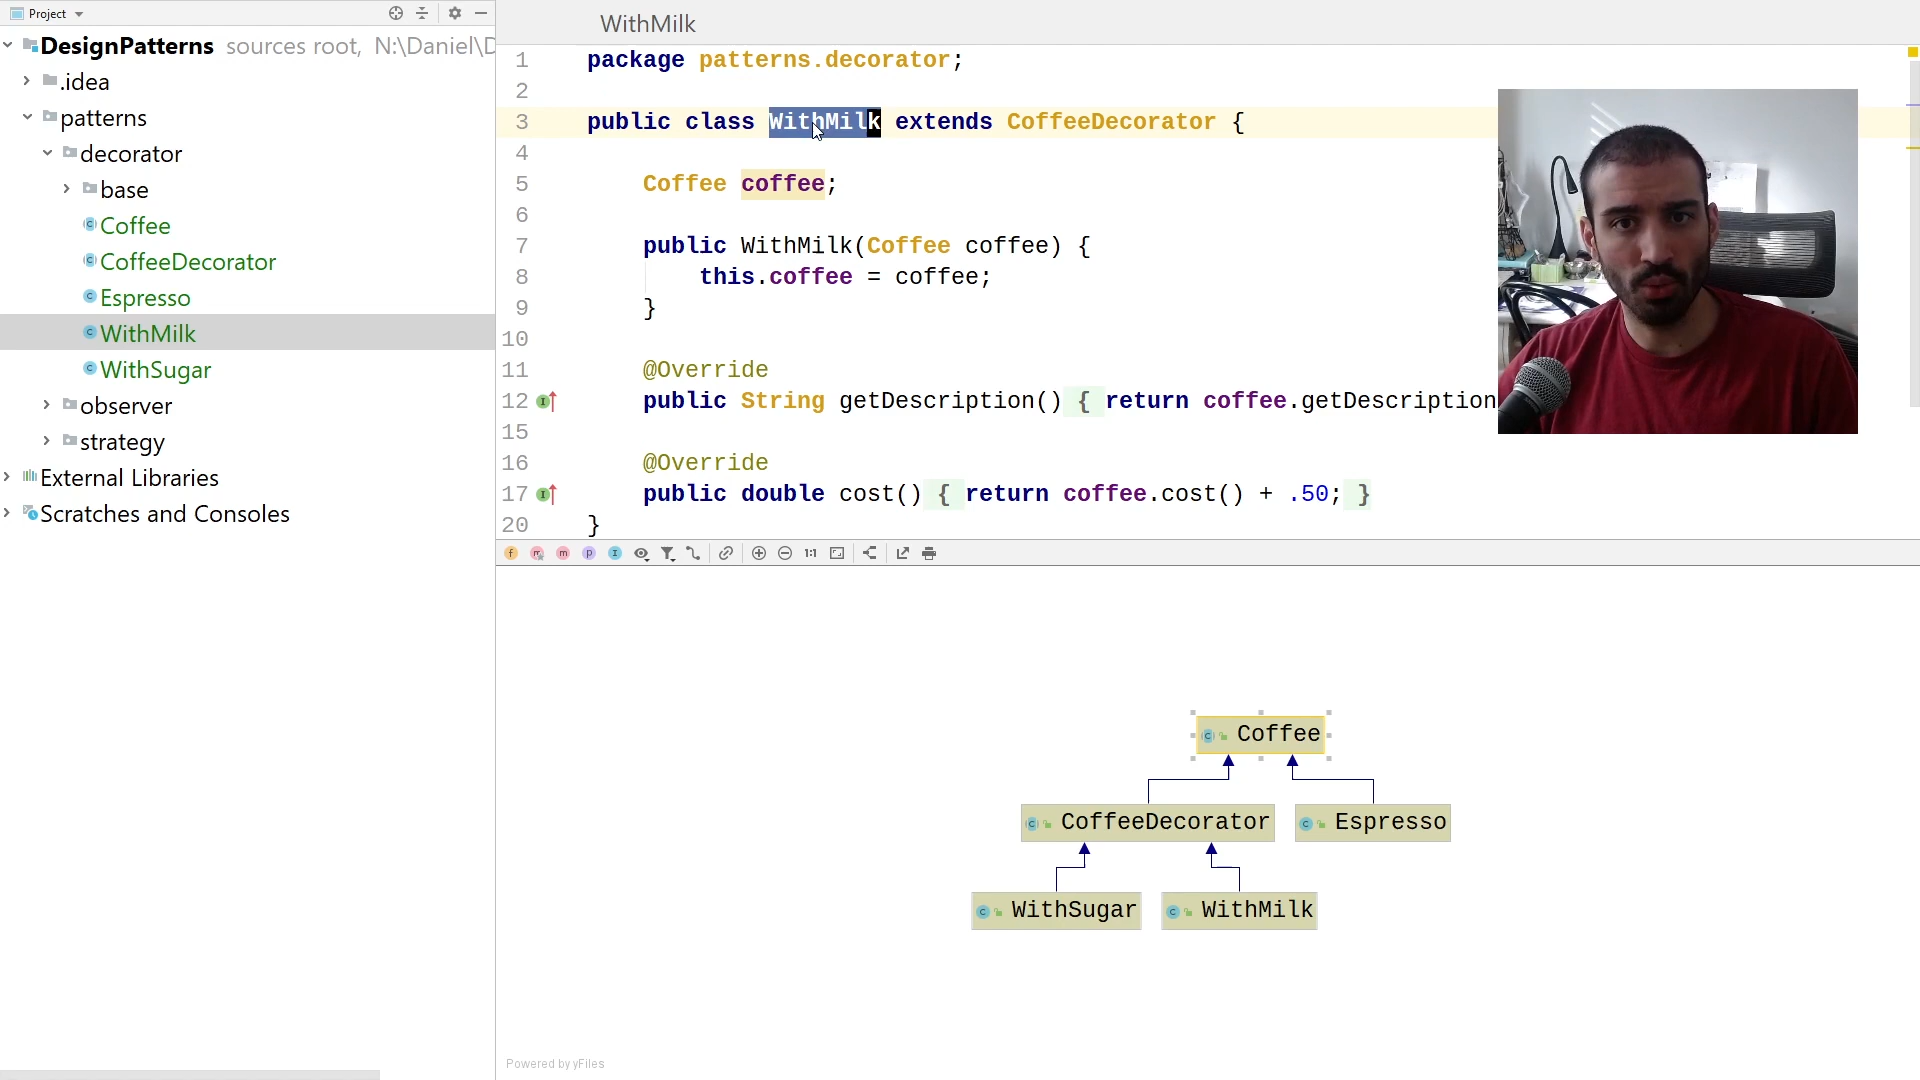 Project
DesignPatterns sources root, N:\Daniel\D
.idea
patterns
decorator
base
Coffee
CoffeeDecorator
Espresso
WithMilk
WithSugar
observer
strategy
External Libraries
Scratches and Consoles
WithMilk
1 package patterns.decorator;
2
3 public class WithMilk extends CoffeeDecorator {
4
5 Coffee coffee;
6
7 public WithMilk(Coffee coffee) {
8 this.coffee = coffee;
9 }
10
11 @Override
12 public String getDescription() { return coffee.getDescription
15
16 @Override
17 public double cost() { return coffee.cost() + .50; }
20 }
1:1
Coffee
CoffeeDecorator Espresso
WithSugar WithMilk
Powered by yFiles